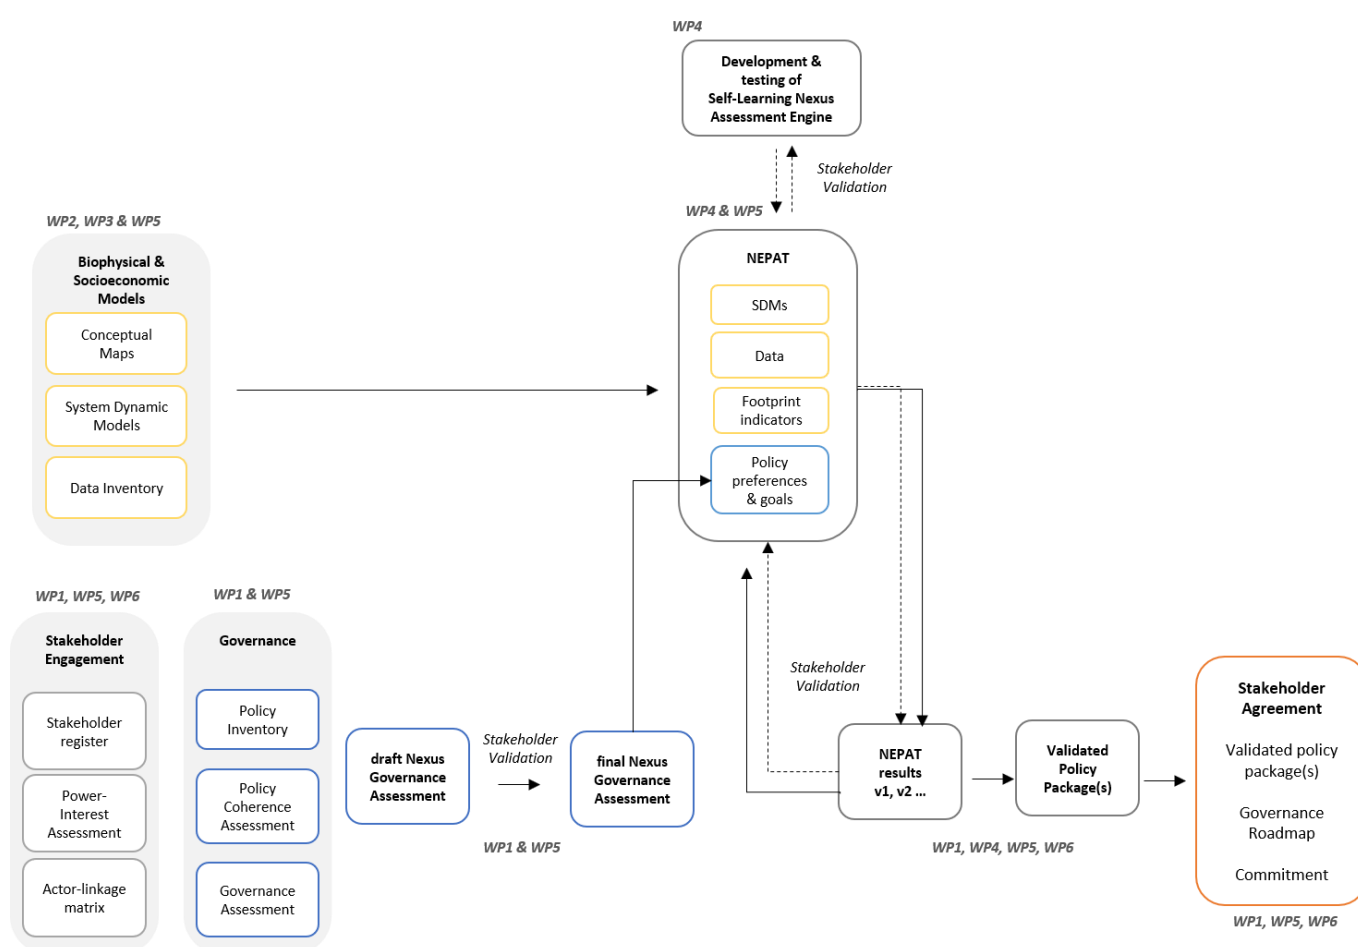 WP4
Development &
testing of
Self-Learning Nexus
Assessment Engine
Stakeholder
Validation
WP4 & WP5
NEPAT
SDMs
Data
Footprint
indicators
Policy
preferences
& goals
WP2, WP3 & WP5
Biophysical &
Socioeconomic
Models
Conceptual
Maps
System Dynamic
Models
Data Inventory
WP1, WP5, WP6
Stakeholder
Engagement
Stakeholder
register
Power-
Interest
Assessment
Actor-linkage
matrix
WP1 & WP5
Governance
Policy
Inventory
Policy
Coherence
Assessment
Governance
Assessment
draft Nexus
Governance
Assessment
Stakeholder
Validation
WP1 & WP5
final Nexus
Governance
Assessment
Stakeholder
Validation
NEPAT
results
v1, v2 ...
Validated
Policy
Package(s)
WP1, WP4, WP5, WP6
Stakeholder
Agreement
Validated policy
package(s)
Governance
Roadmap
Commitment
WP1, WP5, WP6